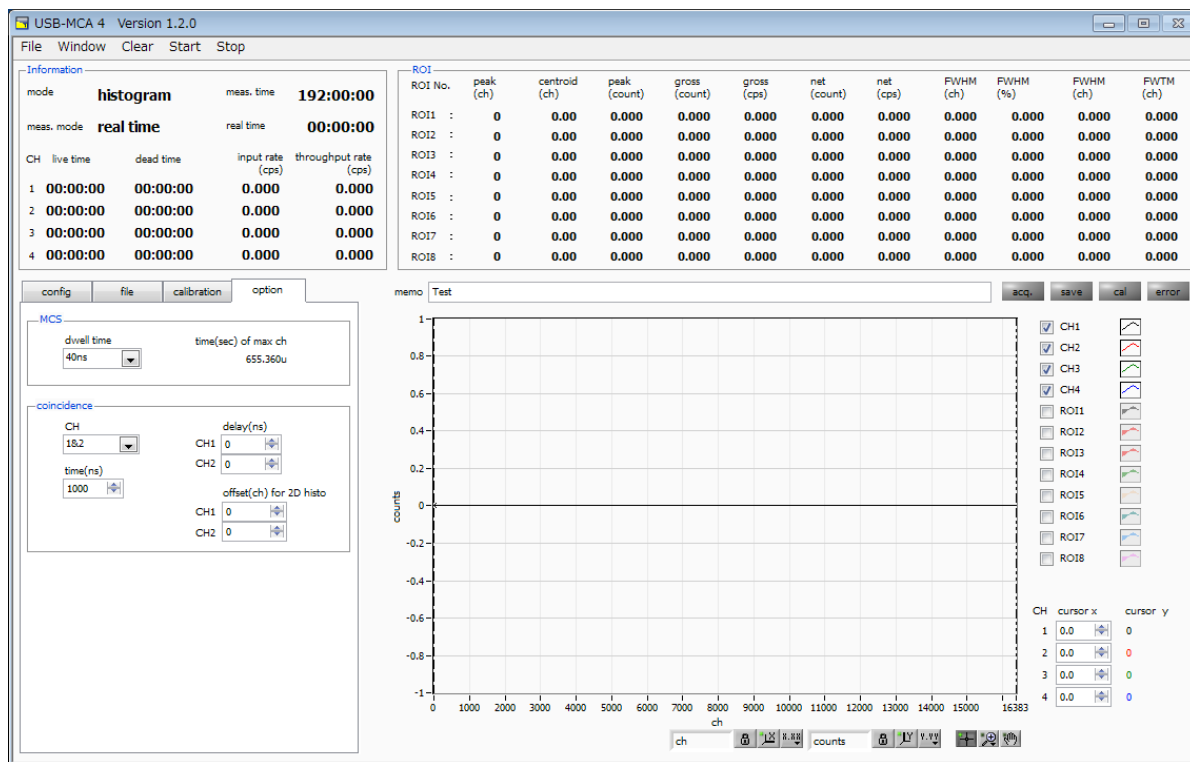 USB-MCA 4 Version 1.2.0
File Window Clear Start Stop
Information
mode histogram meas. time 192:00:00
meas. mode real time real time 00:00:00
CH live time dead time input rate (cps) throughput rate (cps)
1 00:00:00 00:00:00 0.000 0.000
2 00:00:00 00:00:00 0.000 0.000
3 00:00:00 00:00:00 0.000 0.000
4 00:00:00 00:00:00 0.000 0.000
ROI
ROI No. peak (ch) centroid (ch) peak (count) gross (count) gross (cps) net (count) net (cps) FWHM (ch) FWHM (%) FWHM (ch) FWTM (ch)
ROI1 : 0 0.00 0.000 0.000 0.000 0.000 0.000 0.000 0.000 0.000 0.000
ROI2 : 0 0.00 0.000 0.000 0.000 0.000 0.000 0.000 0.000 0.000 0.000
ROI3 : 0 0.00 0.000 0.000 0.000 0.000 0.000 0.000 0.000 0.000 0.000
ROI4 : 0 0.00 0.000 0.000 0.000 0.000 0.000 0.000 0.000 0.000 0.000
ROI5 : 0 0.00 0.000 0.000 0.000 0.000 0.000 0.000 0.000 0.000 0.000
ROI6 : 0 0.00 0.000 0.000 0.000 0.000 0.000 0.000 0.000 0.000 0.000
ROI7 : 0 0.00 0.000 0.000 0.000 0.000 0.000 0.000 0.000 0.000 0.000
ROI8 : 0 0.00 0.000 0.000 0.000 0.000 0.000 0.000 0.000 0.000 0.000
config file calibration option
MCS
dwell time time(sec) of max ch
40ns 655.360u
coincidence
CH delay(ns)
1&2 CH1 0
CH2 0
time(ns)
1000
offset(ch) for 2D histo
CH1 0
CH2 0
memo Test acq. save cal error
1
0.8
0.6
0.4
0.2
0
-0.2
-0.4
-0.6
-0.8
-1
counts
0 1000 2000 3000 4000 5000 6000 7000 8000 9000 10000 11000 12000 13000 14000 15000 16383
ch
CH1
CH2
CH3
CH4
ROI1
ROI2
ROI3
ROI4
ROI5
ROI6
ROI7
ROI8
CH cursor x cursor y
1 0.0 0
2 0.0 0
3 0.0 0
4 0.0 0
ch X X.XX counts Y Y.YY